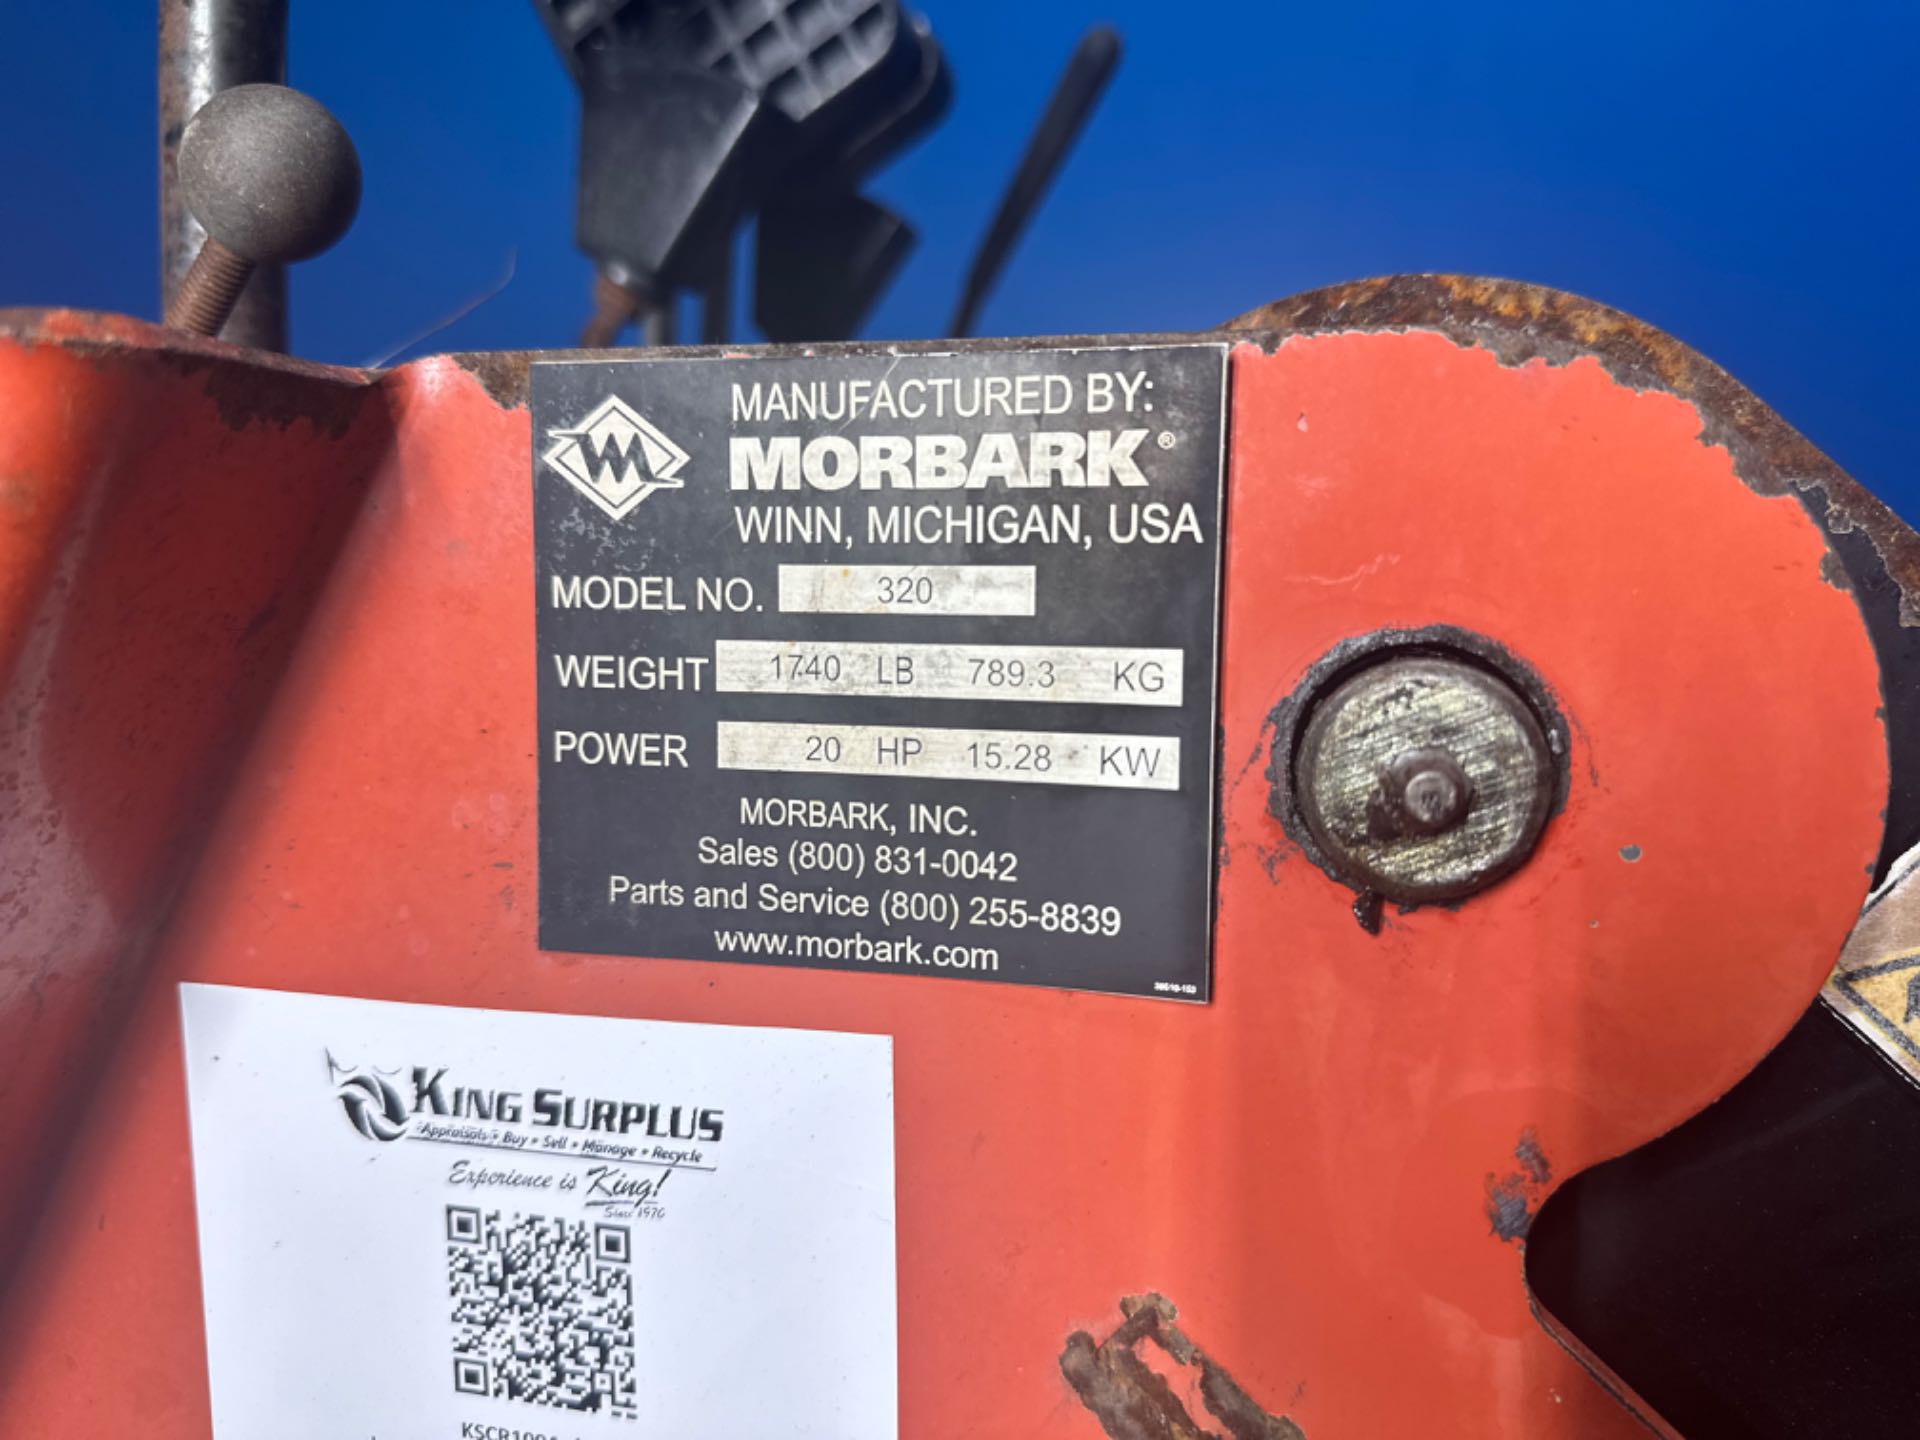 MANUFACTURED BY:
MORBARK®
WINN, MICHIGAN, USA
MODEL NO. 320
WEIGHT 1740 LB 789.3 KG
POWER 20 HP 15.28 KW
MORBARK, INC.
Sales (800) 831-0042
Parts and Service (800) 255-8839
www.morbark.com
KING SURPLUS
Appraisals • Buy • Sell • Manage • Recycle
Experience is King!
Since 1970